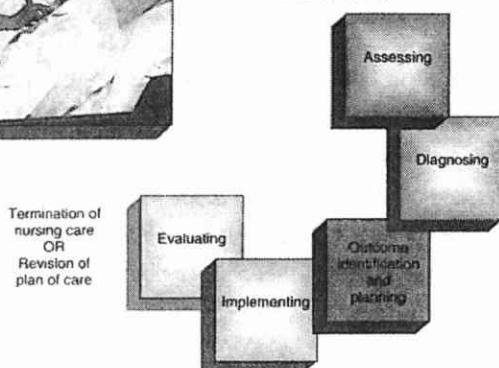 Assessing
Diagnosing
Outcome
identification
and
planning
Implementing
Evaluating
Termination of
nursing care
OR
Revision of
plan of care